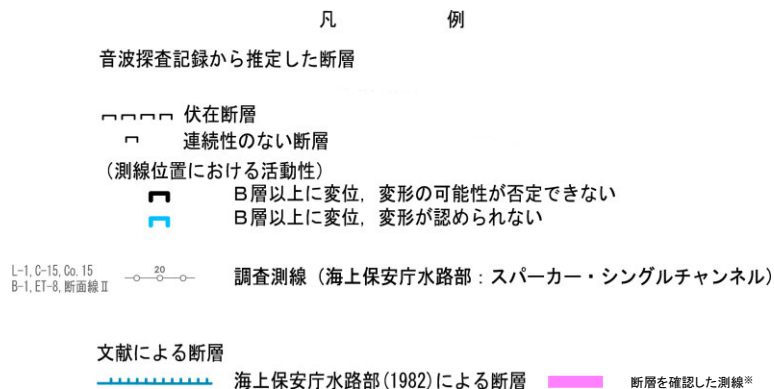 凡　例
音波探査記録から推定した断層
伏在断層
連続性のない断層
(測線位置における活動性)
B層以上に変位，変形の可能性が否定できない
B層以上に変位，変形が認められない
L-1, C-15, Co. 15
B-1, ET-8, 断面線Ⅱ
20
調査測線（海上保安庁水路部：スパーカー・シングルチャンネル）
文献による断層
海上保安庁水路部(1982)による断層
断層を確認した測線※